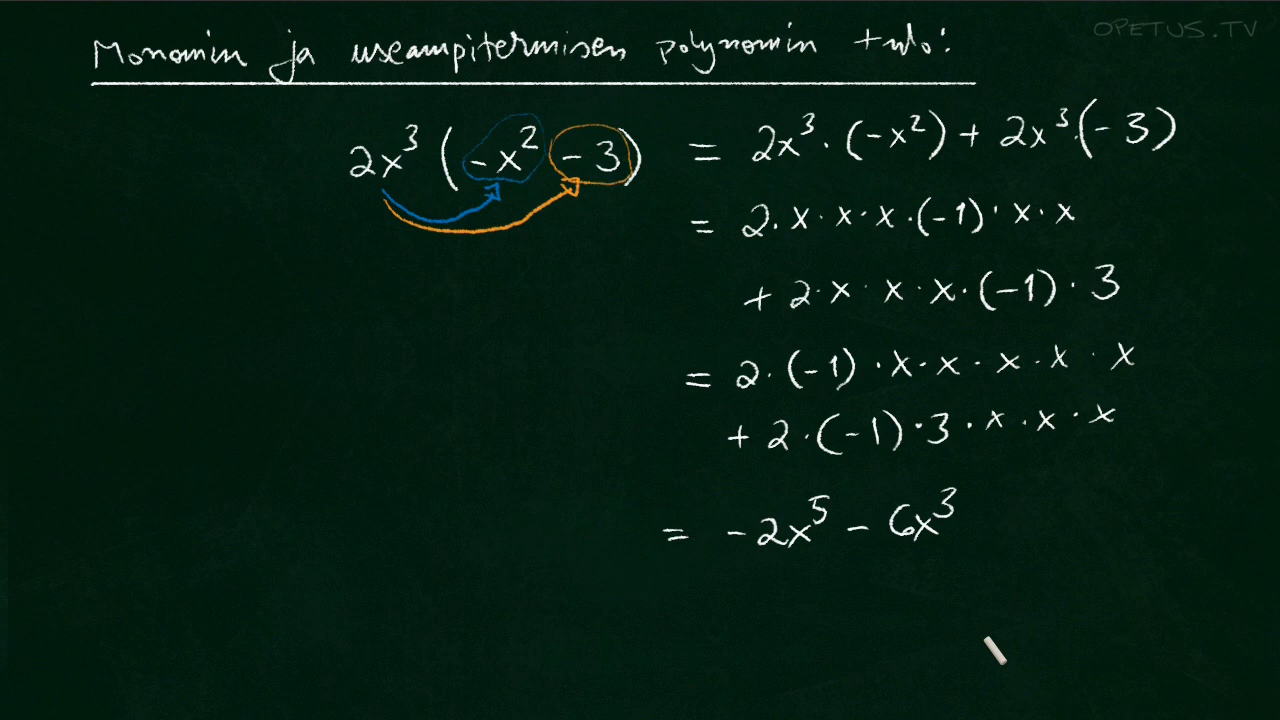 OPETUS.TV
Monomin ja useampitermisen polynomin tulo:
2x³ (-x² -3) = 2x³ · (-x²) + 2x³·(-3)
= 2 · x · x · x · (-1) · x · x
+ 2 · x · x · x · (-1) · 3
= 2 · (-1) · x · x · x · x · x
+ 2 · (-1) · 3 · x · x · x
= -2x⁵ - 6x³